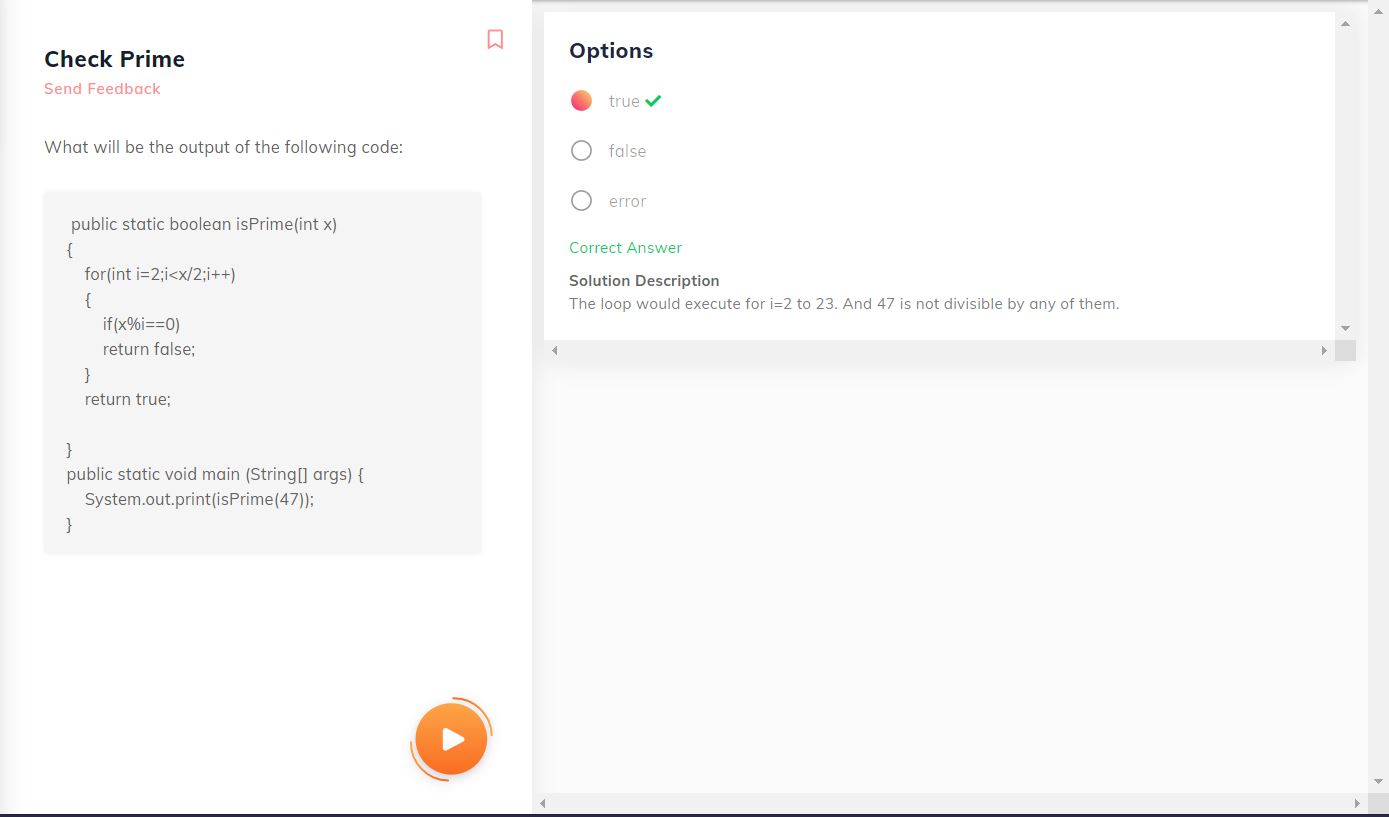 Check Prime
Send Feedback
What will be the output of the following code:
public static boolean isPrime(int x)
{
for(int i=2;i<x/2;i++)
{
if(x%i==0)
return false;
}
return true;
}
public static void main (String[] args) {
System.out.print(isPrime(47));
}
Options
true
false
error
Correct Answer
Solution Description
The loop would execute for i=2 to 23. And 47 is not divisible by any of them.